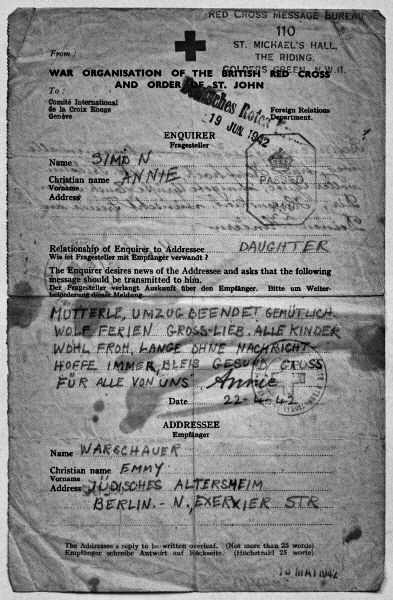 RED CROSS MESSAGE BUREAU
110
ST. MICHAEL'S HALL,
THE RIDING,
GOLDERS GREEN, N.W.11.
From :
WAR ORGANISATION OF THE BRITISH RED CROSS
AND ORDER OF ST. JOHN
To :
Comité International
de la Croix Rouge
Genève
Foreign Relations
Department.
19 JUN 1942
ENQUIRER
Fragesteller
Name SIMON
Christian name ANNIE
Vorname
Address
PASSED
Relationship of Enquirer to Addressee DAUGHTER
Wie ist Fragesteller mit Empfänger verwandt ?
The Enquirer desires news of the Addressee and asks that the following
message should be transmitted to him.
Der Fragesteller verlangt Auskunft über den Empfänger. Bitte um Weiter-
beförderung dieser Meldung.
MUTTERLE, UMZUG BEENDET GEMÜTLICH
WOLF FERIEN GROSS-LIEB. ALLE KINDER
WOHL FROH, LANGE OHNE NACHRICHT
HOFFE IMMER, BLEIB GESUND GRUSS
FÜR ALLE VON UNS Annie
Date 22-4-42
ADDRESSEE
Empfänger
Name WARSCHAUER
Christian name EMMY
Vorname
Address JÜDISCHES ALTERSHEIM
BERLIN - N., STR
The Addressee's reply to be written overleaf. (Not more than 25 words).
Empfänger schreibe Antwort auf Rückseite. (Höchstzahl 25 worte).
MAI 1942